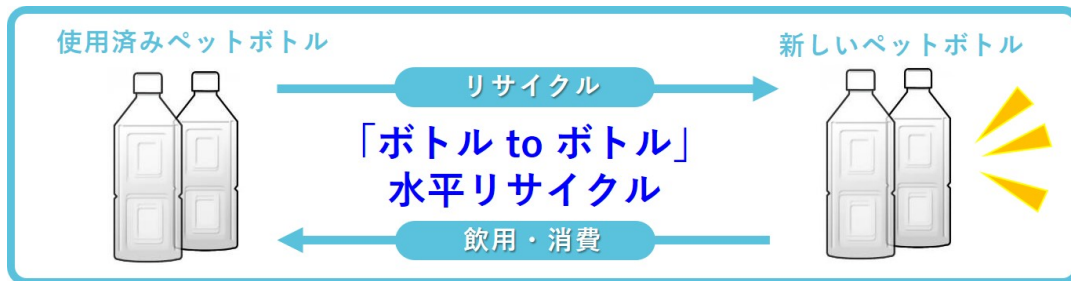 使用済みペットボトル
新しいペットボトル
リサイクル
「ボトル to ボトル」
水平リサイクル
飲用・消費